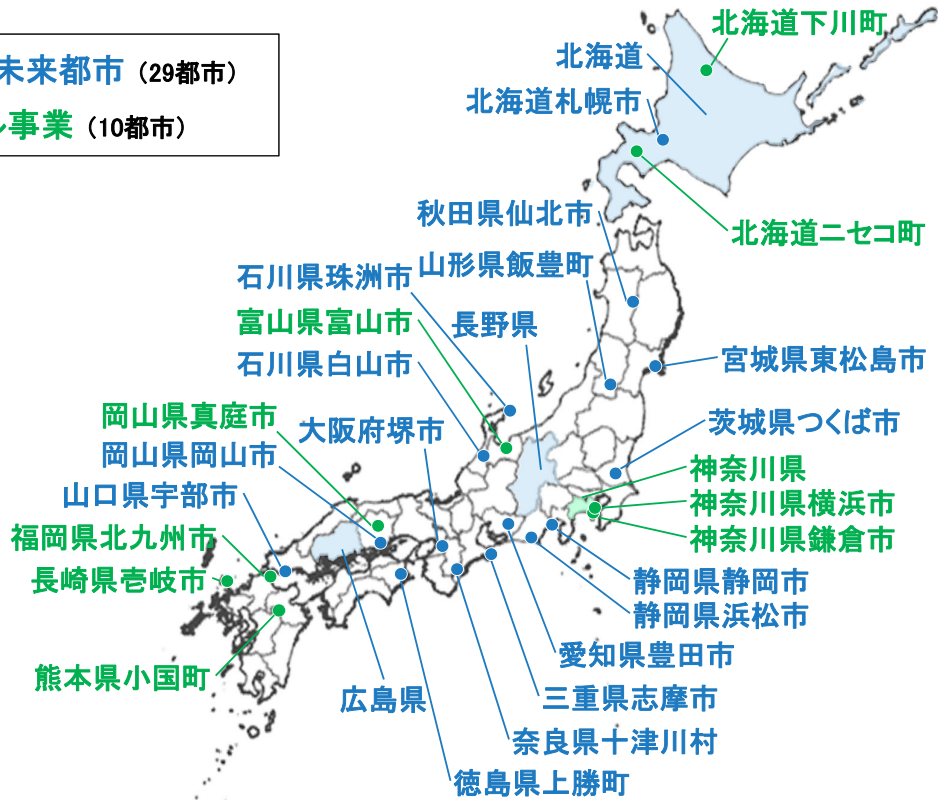 未来都市 (29都市)
ル事業 (10都市)
北海道下川町
北海道
北海道札幌市
秋田県仙北市
北海道ニセコ町
山形県飯豊町
石川県珠洲市
富山県富山市
長野県
石川県白山市
宮城県東松島市
岡山県真庭市
大阪府堺市
茨城県つくば市
岡山県岡山市
神奈川県
山口県宇部市
神奈川県横浜市
福岡県北九州市
神奈川県鎌倉市
長崎県壱岐市
静岡県静岡市
静岡県浜松市
愛知県豊田市
熊本県小国町
広島県
三重県志摩市
奈良県十津川村
徳島県上勝町